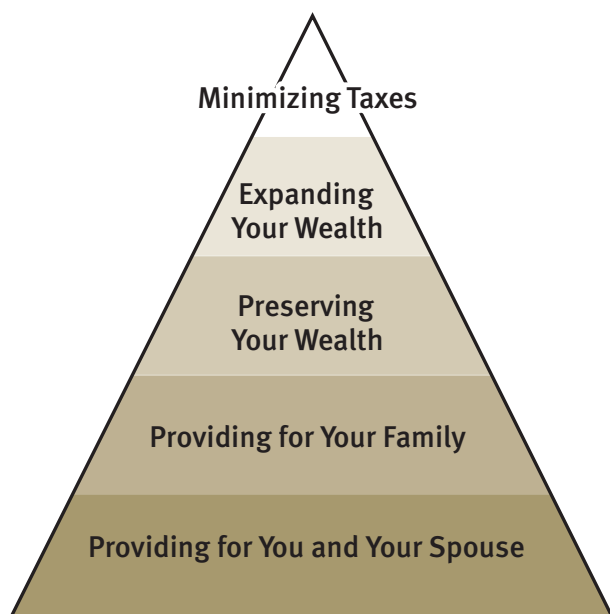 Minimizing Taxes
Expanding
Your Wealth
Preserving
Your Wealth
Providing for Your Family
Providing for You and Your Spouse